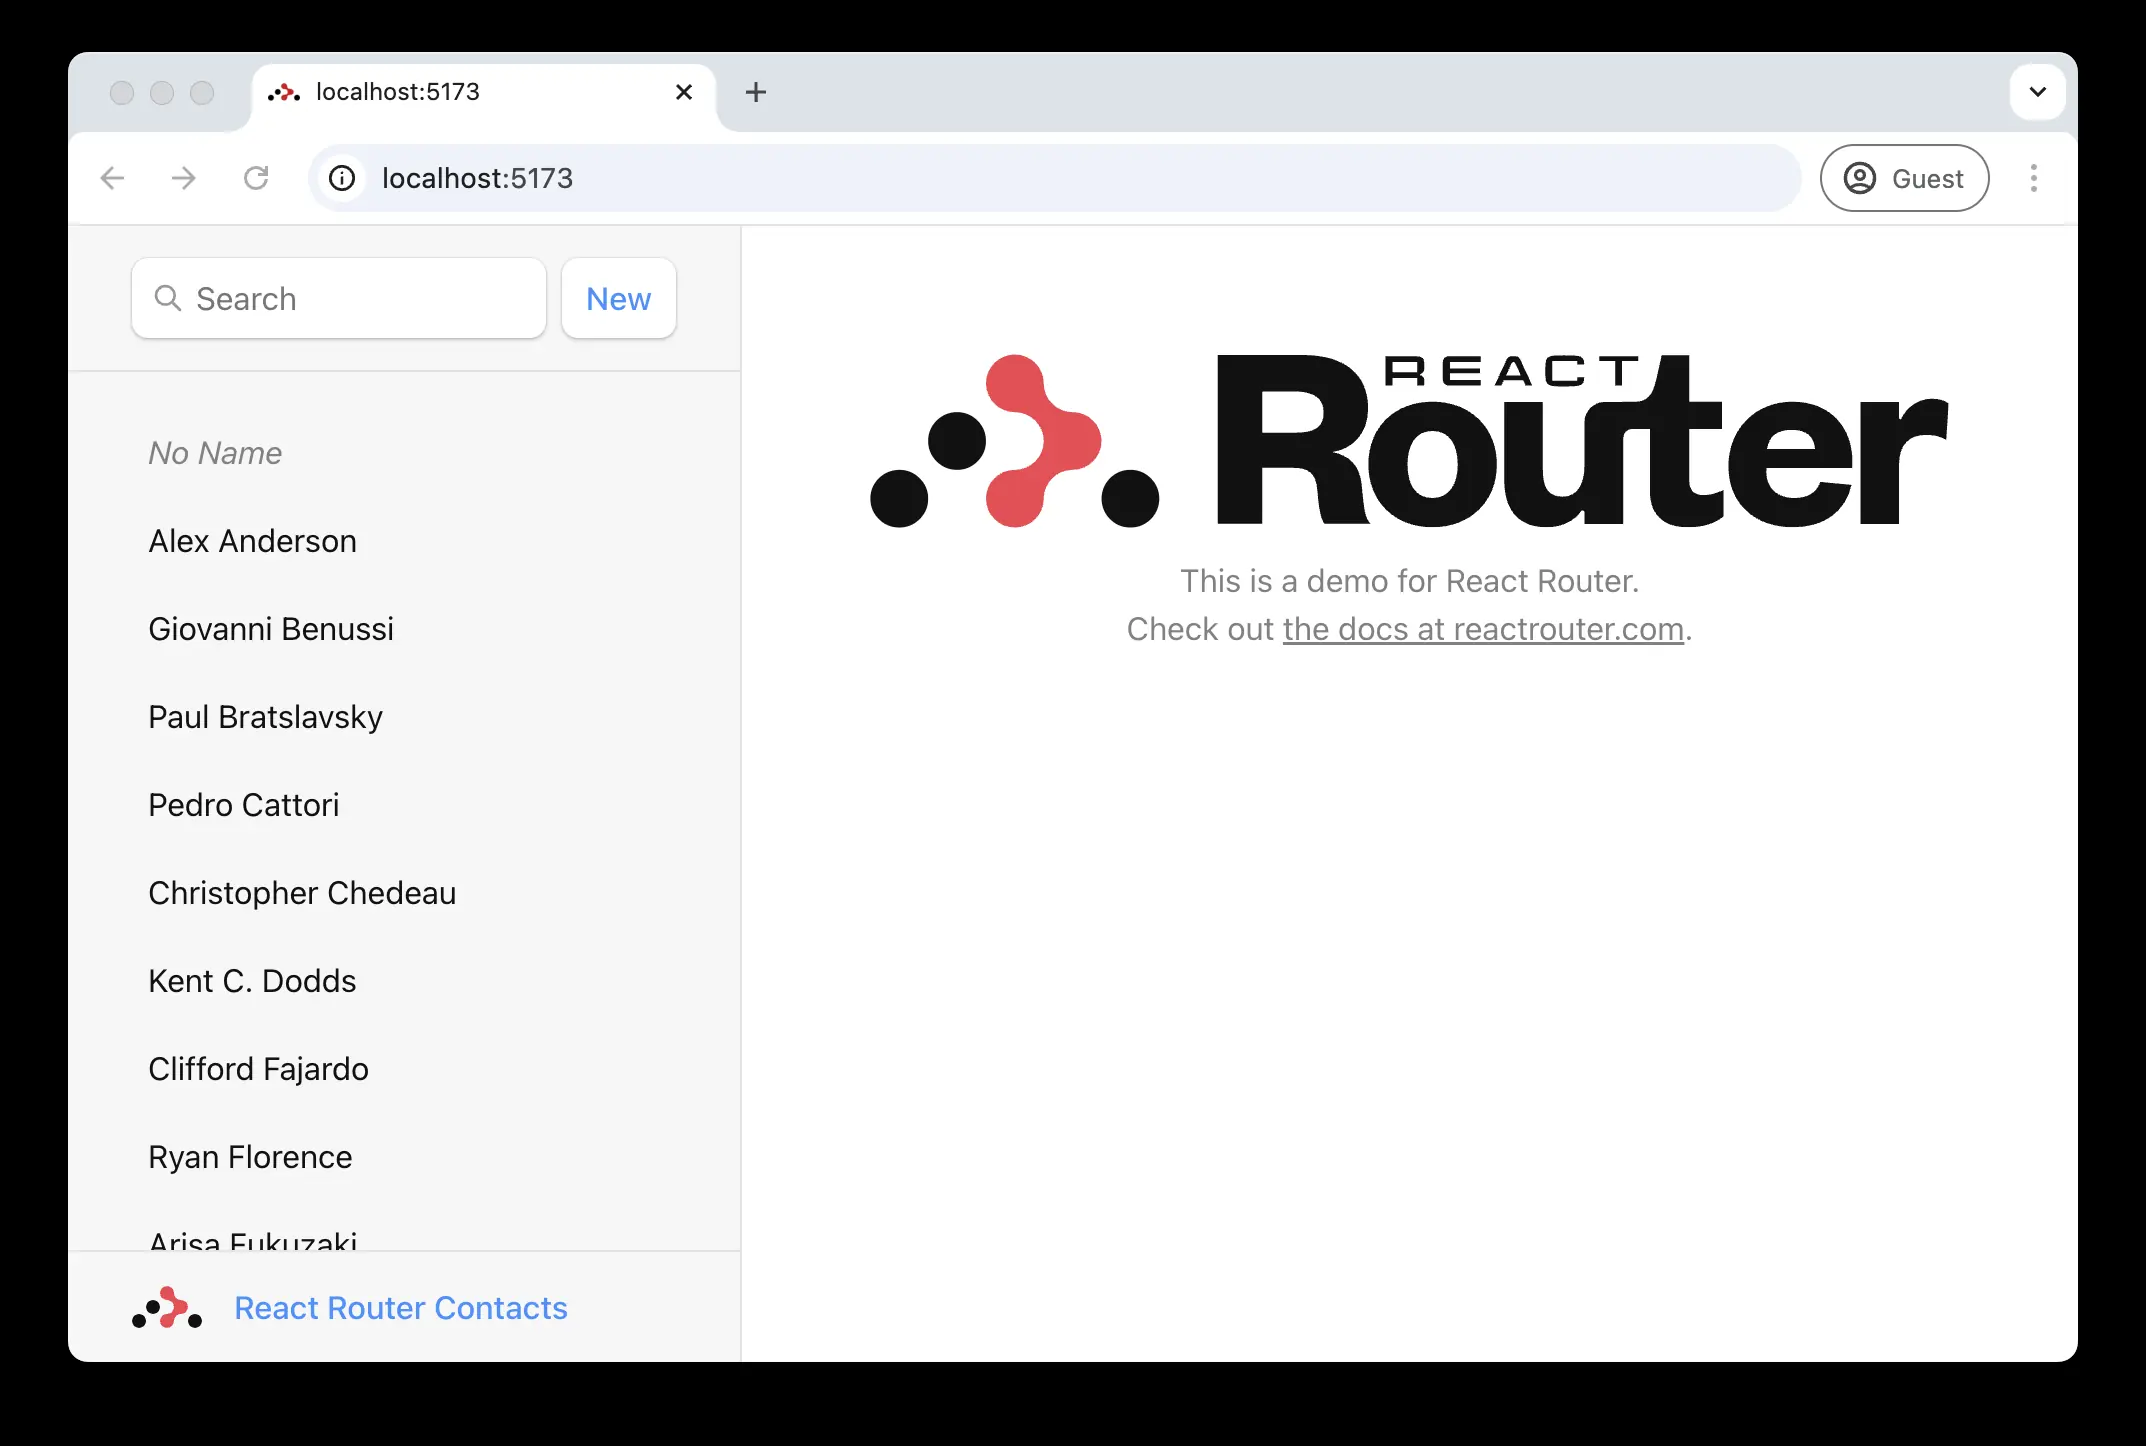 localhost:5173
localhost:5173
Guest
Search
New
No Name
Alex Anderson
Giovanni Benussi
Paul Bratslavsky
Pedro Cattori
Christopher Chedeau
Kent C. Dodds
Clifford Fajardo
Ryan Florence
Arisa Fukuzaki
React Router Contacts
REACT
Router
This is a demo for React Router.
Check out the docs at reactrouter.com.